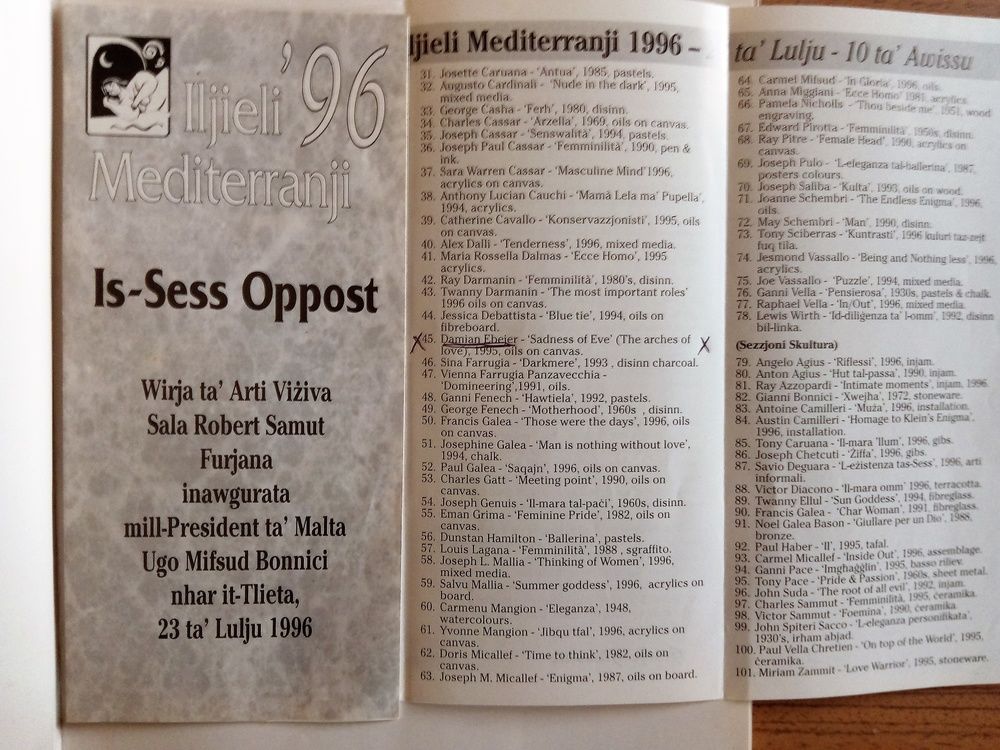 Iljieli '96
Mediterranji
Is-Sess Oppost
Wirja ta' Arti Viżiva
Sala Robert Samut
Furjana
inawgurata
mill-President ta' Malta
Ugo Mifsud Bonnici
nhar it-Tlieta,
23 ta' Lulju 1996
Iljieli Mediterranji 1996 –
31. Josette Caruana - 'Antua', 1985, pastels.
32. Augusto Cardinali - 'Nude in the dark', 1995,
mixed media.
33. George Casha - 'Ferh', 1980, disinn.
34. Charles Cassar - 'Arzella', 1969, oils on canvas.
35. Joseph Cassar - 'Senswalità', 1994, pastels.
36. Joseph Paul Cassar - 'Femminilità', 1990, pen &
ink.
37. Sara Warren Cassar - 'Masculine Mind'1996,
acrylics on canvas.
38. Anthony Lucian Cauchi - 'Mamà Lela ma' Pupella',
1994, acrylics.
39. Catherine Cavallo - 'Konservazzjonisti', 1995, oils
on canvas.
40. Alex Dalli - 'Tenderness', 1996, mixed media.
41. Maria Rossella Dalmas - 'Ecce Homo', 1995
acrylics.
42. Ray Darmanin - 'Femminilità', 1980's, disinn.
43. Twanny Darmanin - 'The most important roles'
1996 oils on canvas.
44. Jessica Debattista - 'Blue tie', 1994, oils on
fibreboard.
X 45. Damian Ebejer - 'Sadness of Eve' (The arches of X
love), 1995, oils on canvas.
46. Sina Farrugia - 'Darkmere', 1993 , disinn charcoal.
47. Vienna Farrugia Panzavecchia -
'Domineering',1991, oils.
48. Ganni Fenech - 'Hawtiela', 1992, pastels.
49. George Fenech - 'Motherhood', 1960s , disinn.
50. Francis Galea - 'Those were the days', 1996, oils
on canvas.
51. Josephine Galea - 'Man is nothing without love',
1994, chalk.
52. Paul Galea - 'Saqajn', 1996, oils on canvas.
53. Charles Gatt - 'Meeting point', 1990, oils on
canvas.
54. Joseph Genuis - 'Il-mara tal-paċi', 1960s, disinn.
55. Eman Grima - 'Feminine Pride', 1982, oils on
canvas.
56. Dunstan Hamilton - 'Ballerina', pastels.
57. Louis Lagana - 'Femminilità', 1988 , sgraffito.
58. Joseph L. Mallia - 'Thinking of Women', 1996,
mixed media.
59. Salvu Mallia - 'Summer goddess', 1996, acrylics on
board.
60. Carmenu Mangion - 'Eleganza', 1948,
watercolours.
61. Yvonne Mangion - 'Jibqu tfal', 1996, acrylics on
canvas.
62. Doris Micallef - 'Time to think', 1982, oils on
canvas.
63. Joseph M. Micallef - 'Enigma', 1987, oils on board.
ta' Lulju - 10 ta' Awissu
64. Carmel Mifsud - 'In Gloria', 1996, oils.
65. Anna Miggiani - 'Ecce Homo' 1981, acrylics.
66. Pamela Nicholls - 'Thou beside me', 1951, wood
engraving.
67. Edward Pirotta - 'Femminilità', 1950s, disinn.
68. Ray Pitre - 'Female Head', 1990, acrylics on
canvas.
69. Joseph Pulo - 'L-eleganza tal-ballerina', 1987,
posters colours.
70. Joseph Saliba - 'Kulta', 1993, oils on wood.
71. Joanne Schembri - 'The Endless Enigma', 1996,
oils.
72. May Schembri - 'Man', 1990, disinn.
73. Tony Sciberras - 'Kuntrasti', 1996 kuluri taz-zejt
fuq tila.
74. Jesmond Vassallo - 'Being and Nothing less', 1996,
acrylics.
75. Joe Vassallo - 'Puzzle', 1994, mixed media.
76. Ganni Vella - 'Pensierosa', 1930s, pastels & chalk.
77. Raphael Vella - 'In/Out', 1996, mixed media.
78. Lewis Wirth - 'Id-diliġenza ta' l-omm', 1992, disinn
bil-linka.
(Sezzjoni Skultura)
79. Angelo Agius - 'Riflessi', 1996, injam.
80. Anton Agius - 'Hut tal-passa', 1990, injam.
81. Ray Azzopardi - 'Intimate moments', injam, 1996.
82. Gianni Bonnici - 'Xwejha', 1972, stoneware.
83. Antoine Camilleri - 'Muża', 1996, installation.
84. Austin Camilleri - 'Homage to Klein's Enigma',
1996, installation.
85. Tony Caruana - 'Il-mara 'llum', 1996, gibs.
86. Joseph Chetcuti - 'Żiffa', 1996, gibs.
87. Savio Deguara - 'L-eżistenza tas-Sess', 1996, arti
informali.
88. Victor Diacono - 'Il-mara omm' 1996, terracotta.
89. Twanny Ellul - 'Sun Goddess', 1994, fibreglass.
90. Francis Galea - 'Char Woman', 1991, fibreglass.
91. Noel Galea Bason - 'Giullare per un Dio', 1988,
bronze.
92. Paul Haber - 'Il', 1995, tafal.
93. Carmel Micallef - 'Inside Out', 1996, assemblage.
94. Ganni Pace - 'Imgħaġġlin', 1995, basso riliev.
95. Tony Pace - 'Pride & Passion', 1960s, sheet metal.
96. John Suda - 'The root of all evil', 1992, injam.
97. Charles Sammut - 'Femminilità, 1995, ċeramika.
98. Victor Sammut - 'Foemina', 1990, ċeramika.
99. John Spiteri Sacco - 'L-eleganza personifikata',
1930's, irham abjad.
100. Paul Vella Chretien - 'On top of the World', 1995,
ċeramika.
101. Miriam Zammit - 'Love Warrior', 1995, stoneware.